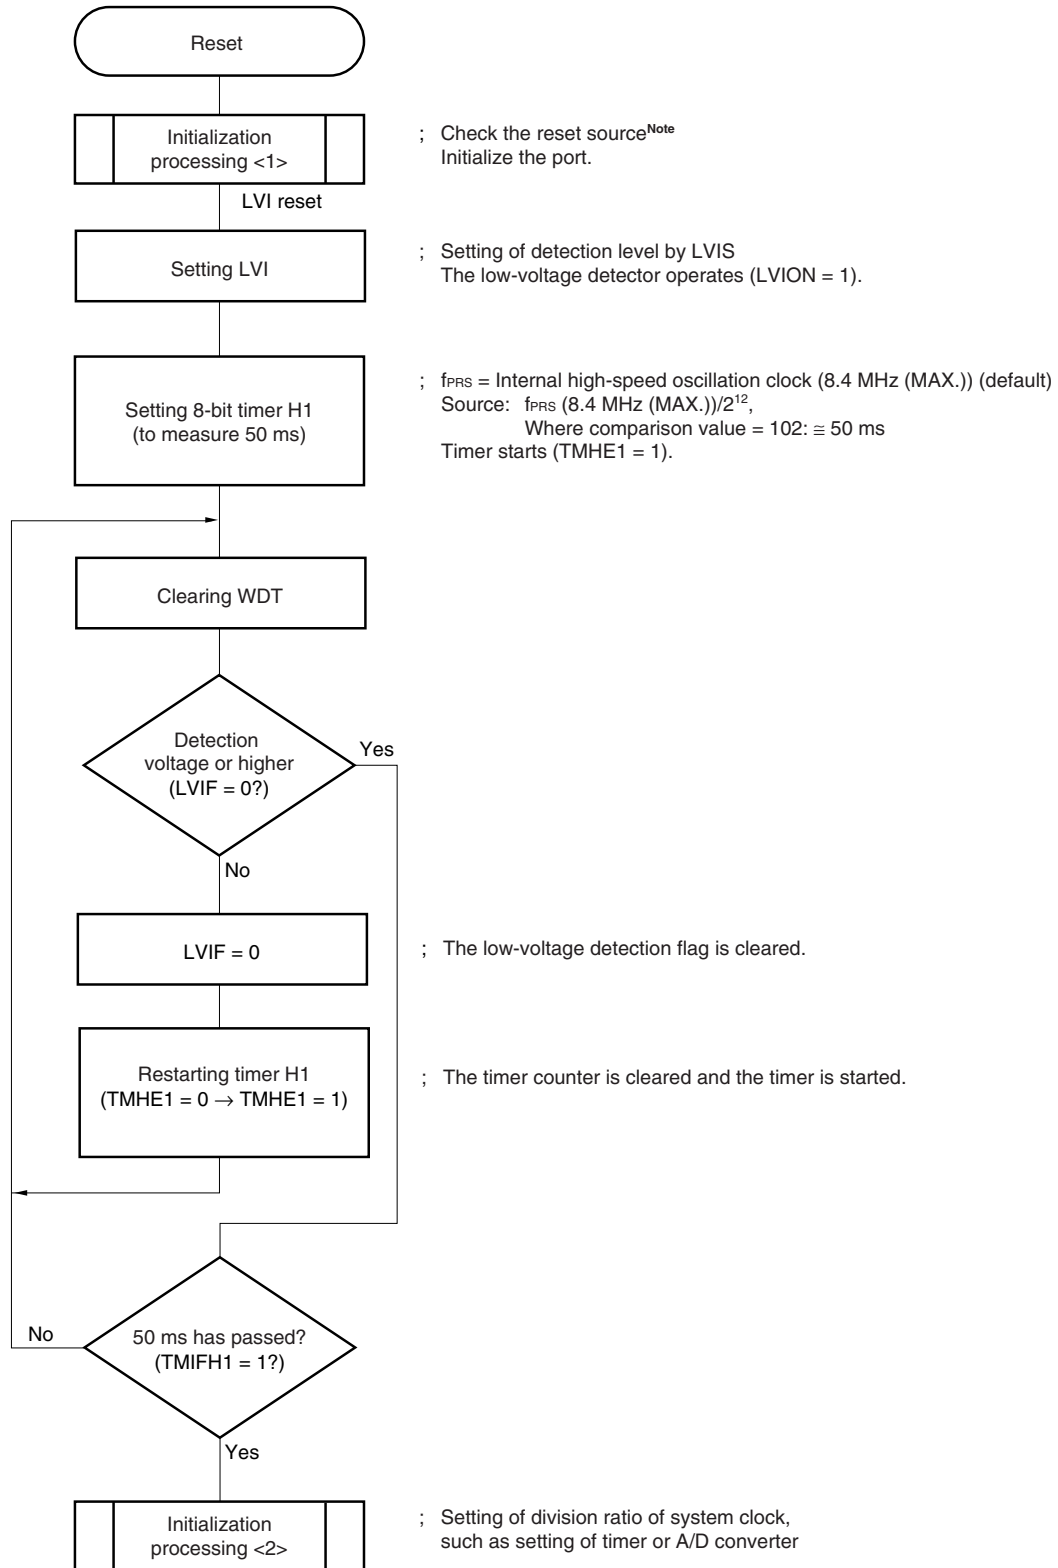 Reset
Initialization
processing <1>
; Check the reset sourceNote
Initialize the port.
LVI reset
Setting LVI
; Setting of detection level by LVIS
The low-voltage detector operates (LVION = 1).
Setting 8-bit timer H1
(to measure 50 ms)
; fPRS = Internal high-speed oscillation clock (8.4 MHz (MAX.)) (default)
Source: fPRS (8.4 MHz (MAX.))/2¹²,
Where comparison value = 102: ≅ 50 ms
Timer starts (TMHE1 = 1).
Clearing WDT
Detection
voltage or higher
(LVIF = 0?)
Yes
No
LVIF = 0
; The low-voltage detection flag is cleared.
Restarting timer H1
(TMHE1 = 0 → TMHE1 = 1)
; The timer counter is cleared and the timer is started.
No
50 ms has passed?
(TMIFH1 = 1?)
Yes
Initialization
processing <2>
; Setting of division ratio of system clock,
such as setting of timer or A/D converter